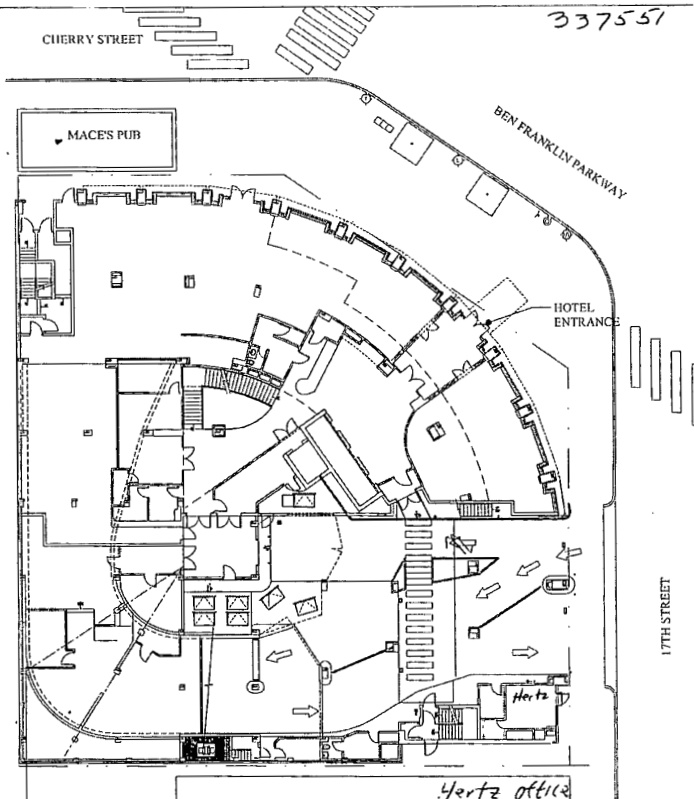 337551
CHERRY STREET
MACE'S PUB
BEN FRANKLIN PARKWAY
HOTEL
ENTRANCE
17TH STREET
Hertz
Hertz office